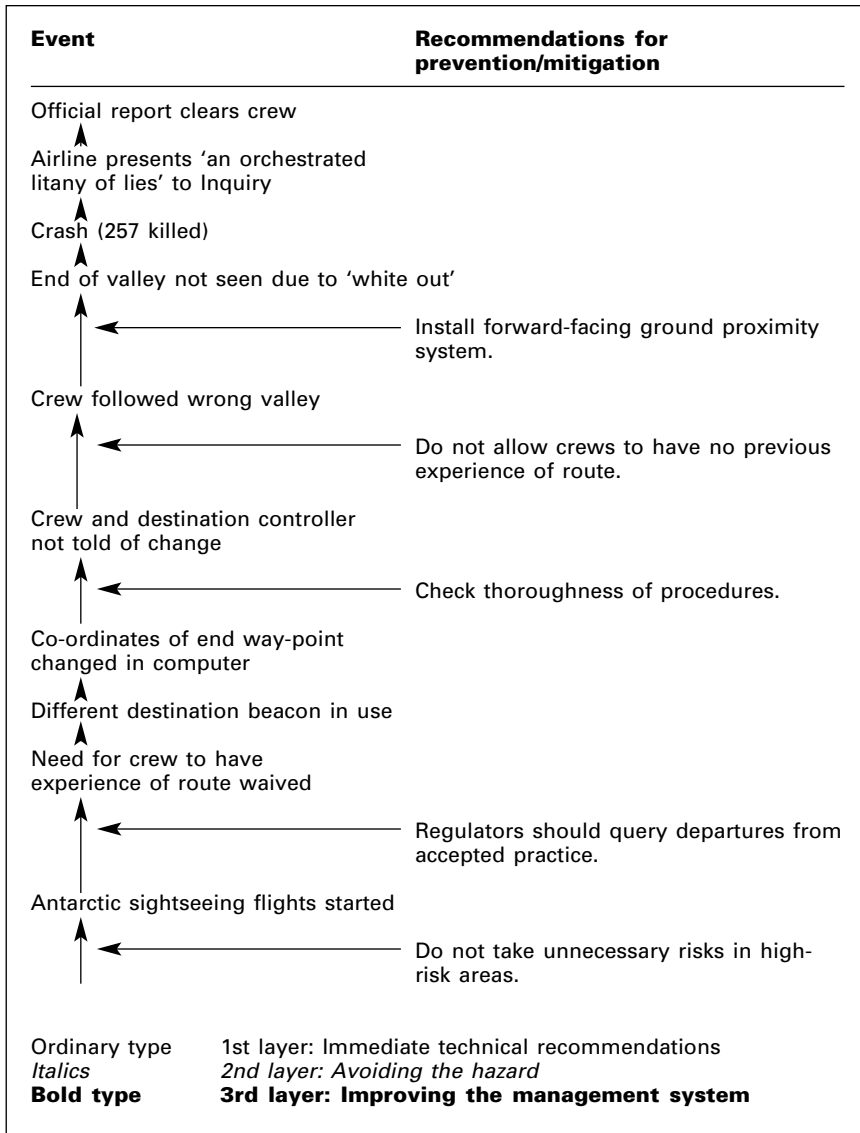 Event Recommendations for
prevention/mitigation
Official report clears crew
Airline presents ‘an orchestrated
litany of lies’ to Inquiry
Crash (257 killed)
End of valley not seen due to ‘white out’
Install forward-facing ground proximity
system.
Crew followed wrong valley
Do not allow crews to have no previous
experience of route.
Crew and destination controller
not told of change
Check thoroughness of procedures.
Co-ordinates of end way-point
changed in computer
Different destination beacon in use
Need for crew to have
experience of route waived
Regulators should query departures from
accepted practice.
Antarctic sightseeing flights started
Do not take unnecessary risks in high-
risk areas.
Ordinary type 1st layer: Immediate technical recommendations
Italics 2nd layer: Avoiding the hazard
Bold type 3rd layer: Improving the management system